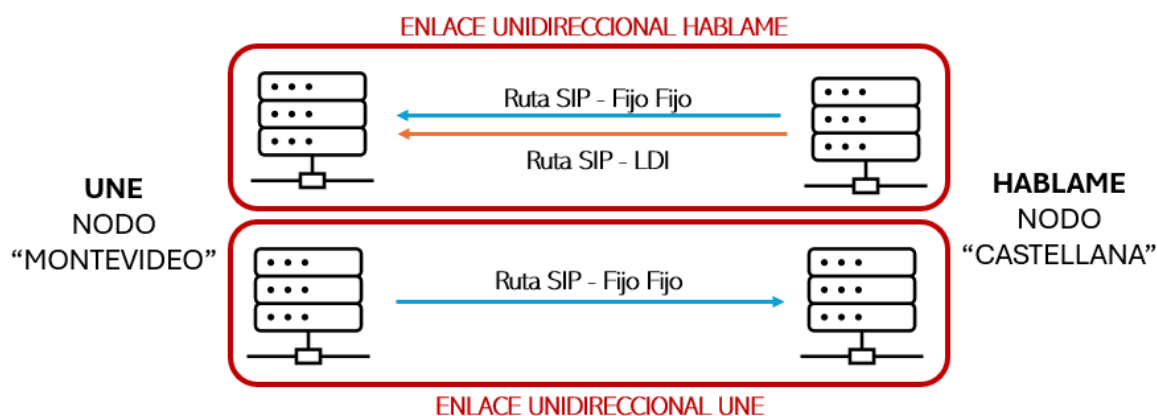 ENLACE UNIDIRECCIONAL HABLAME
Ruta SIP - Fijo Fijo
Ruta SIP - LDI
UNE
NODO
“MONTEVIDEO”
HABLAME
NODO
“CASTELLANA”
Ruta SIP - Fijo Fijo
ENLACE UNIDIRECCIONAL UNE